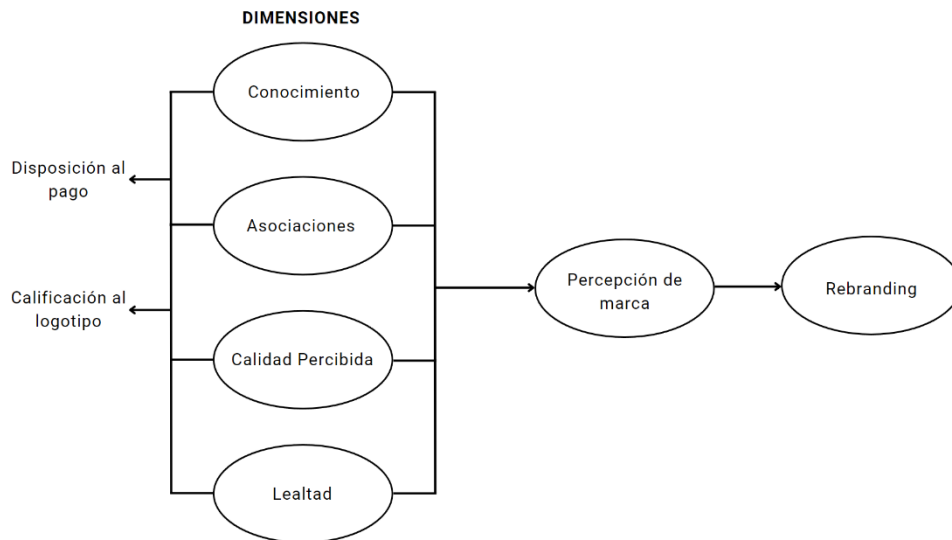 DIMENSIONES
Conocimiento
Disposición al
pago
Asociaciones
Calificación al
logotipo
Calidad Percibida
Lealtad
Percepción de
marca
Rebranding